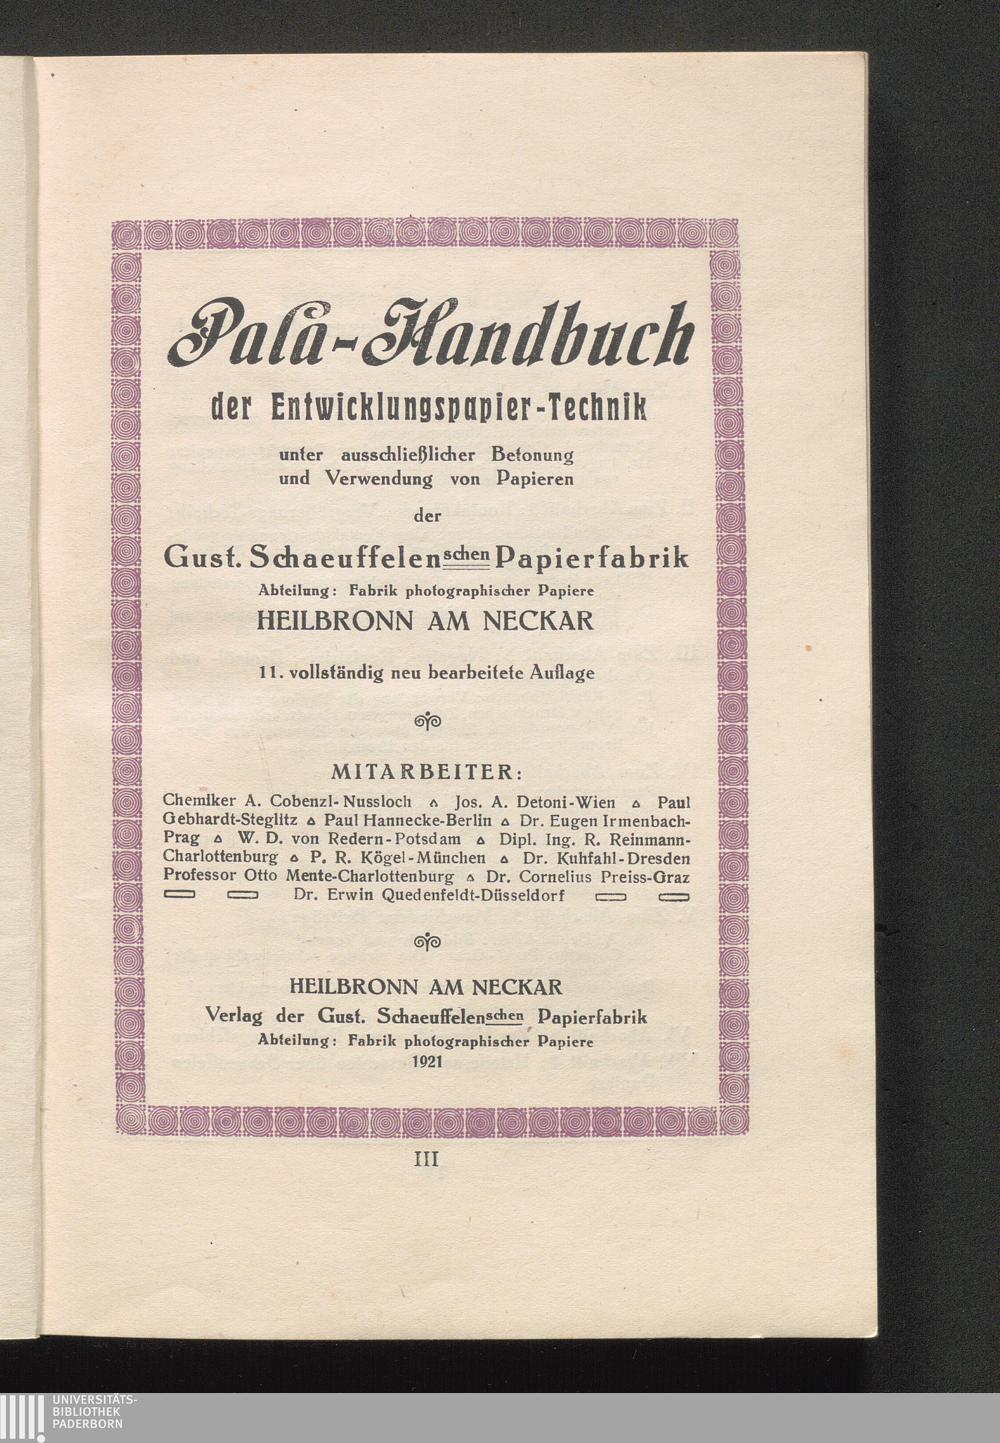 Pala-Handbuch
der Entwicklungspapier-Technik
unter ausschließlicher Betonung
und Verwendung von Papieren
der
Gust. Schaeuffelenschen Papierfabrik
Abteilung: Fabrik photographischer Papiere
HEILBRONN AM NECKAR
11. vollständig neu bearbeitete Auflage
MITARBEITER:
Chemiker A. Cobenzl-Nussloch ▵ Jos. A. Detoni-Wien ▵ Paul
Gebhardt-Steglitz ▵ Paul Hannecke-Berlin ▵ Dr. Eugen Irmenbach-
Prag ▵ W. D. von Redern-Potsdam ▵ Dipl. Ing. R. Reinmann-
Charlottenburg ▵ P. R. Kögel-München ▵ Dr. Kuhfahl-Dresden
Professor Otto Mente-Charlottenburg ▵ Dr. Cornelius Preiss-Graz
Dr. Erwin Quedenfeldt-Düsseldorf
HEILBRONN AM NECKAR
Verlag der Gust. Schaeuffelenschen Papierfabrik
Abteilung: Fabrik photographischer Papiere
1921
III
UNIVERSITÄTS-
BIBLIOTHEK
PADERBORN